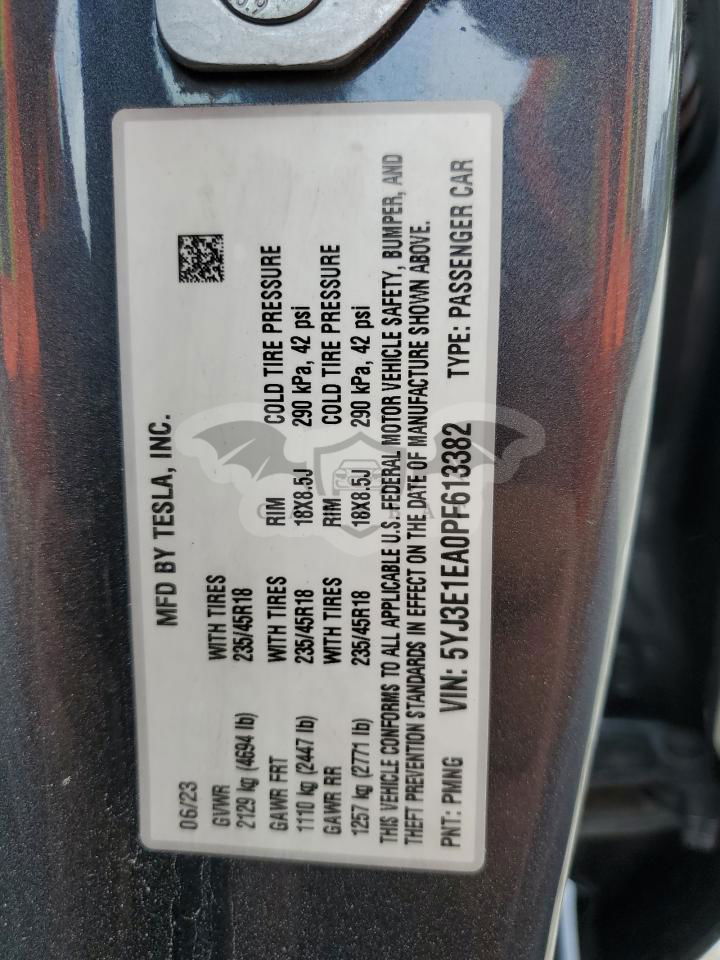 MFD BY TESLA, INC.
06/23
GVWR WITH TIRES
2129 kg (4694 lb) 235/45R18
GAWR FRT WITH TIRES RIM COLD TIRE PRESSURE
1110 kg (2447 lb) 235/45R18 18X8.5J 290 kPa, 42 psi
GAWR RR WITH TIRES RIM COLD TIRE PRESSURE
1257 kg (2771 lb) 235/45R18 18X8.5J 290 kPa, 42 psi
THIS VEHICLE CONFORMS TO ALL APPLICABLE U.S. FEDERAL MOTOR VEHICLE SAFETY, BUMPER, AND
THEFT PREVENTION STANDARDS IN EFFECT ON THE DATE OF MANUFACTURE SHOWN ABOVE.
PNT: PMNG VIN: 5YJ3E1EA0PF613382 TYPE: PASSENGER CAR